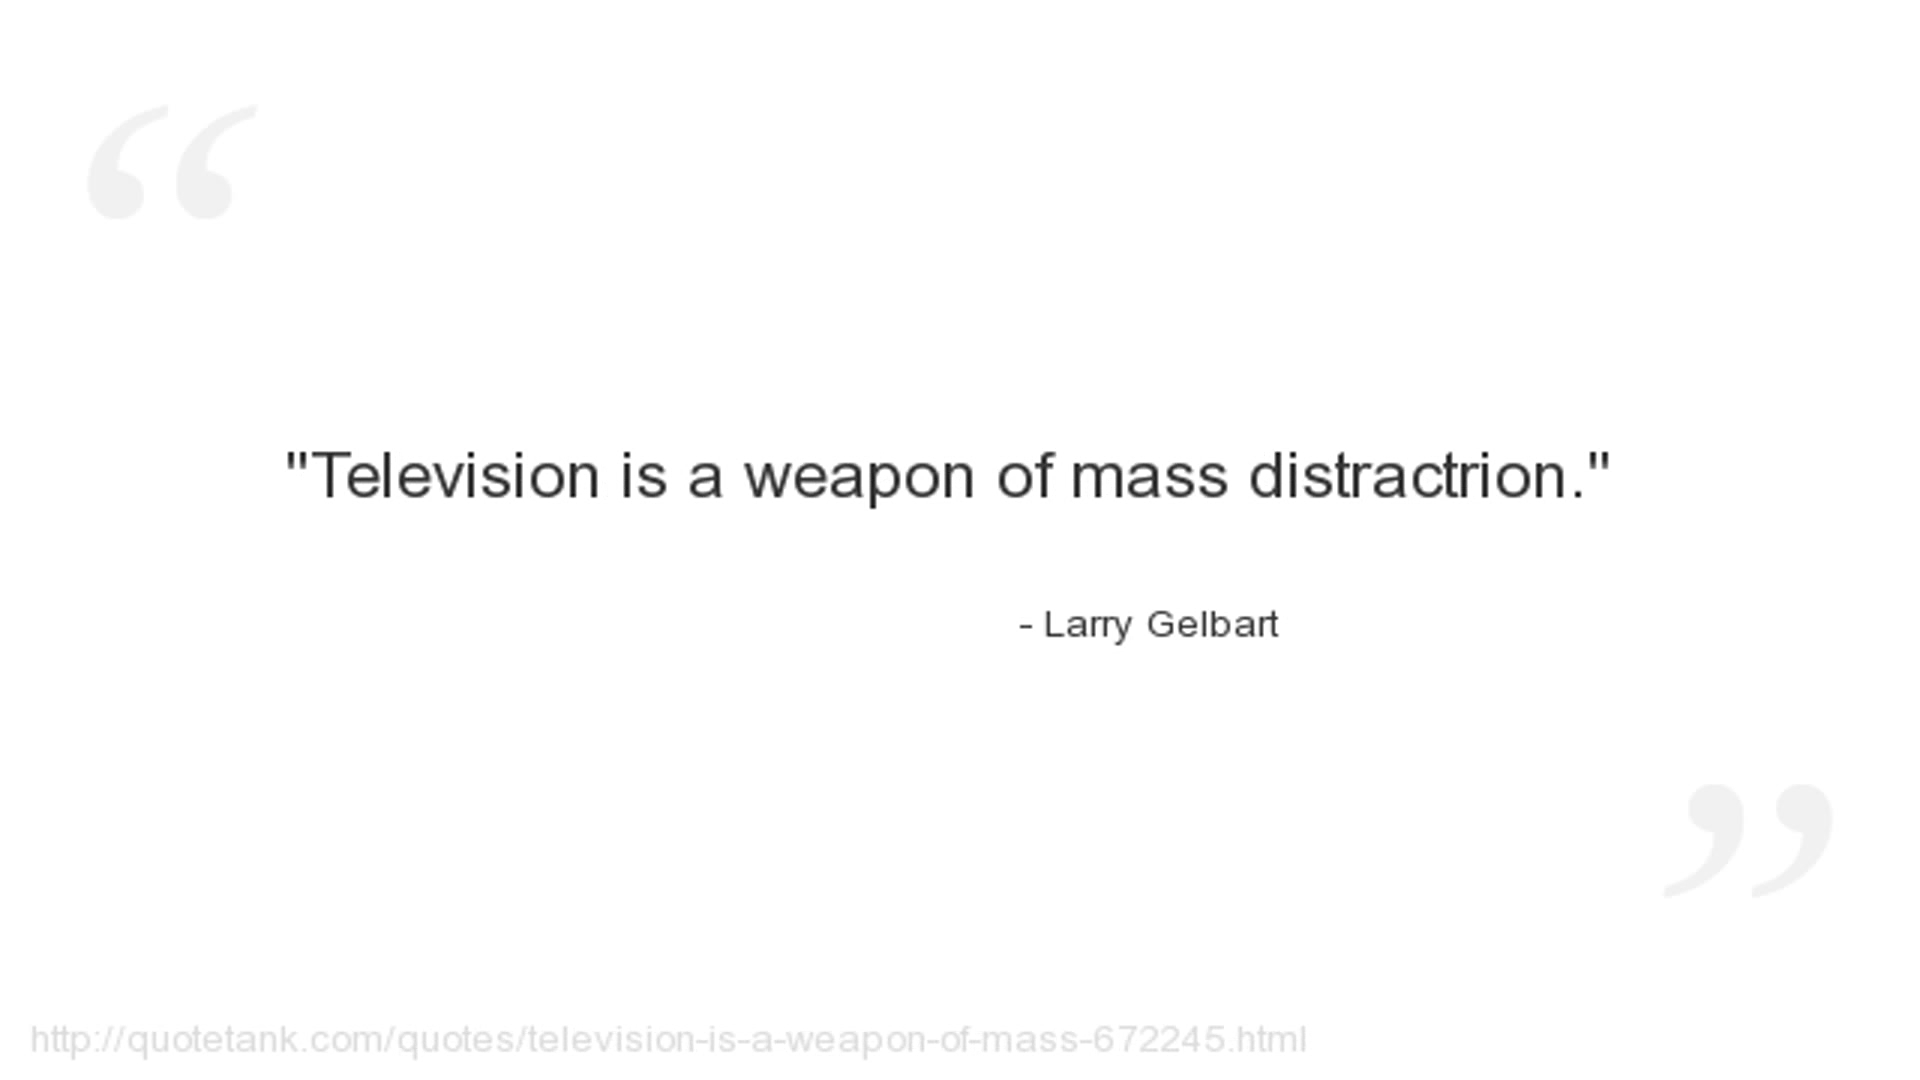 "Television is a weapon of mass distractrion."
- Larry Gelbart
http://quotetank.com/quotes/television-is-a-weapon-of-mass-672245.html